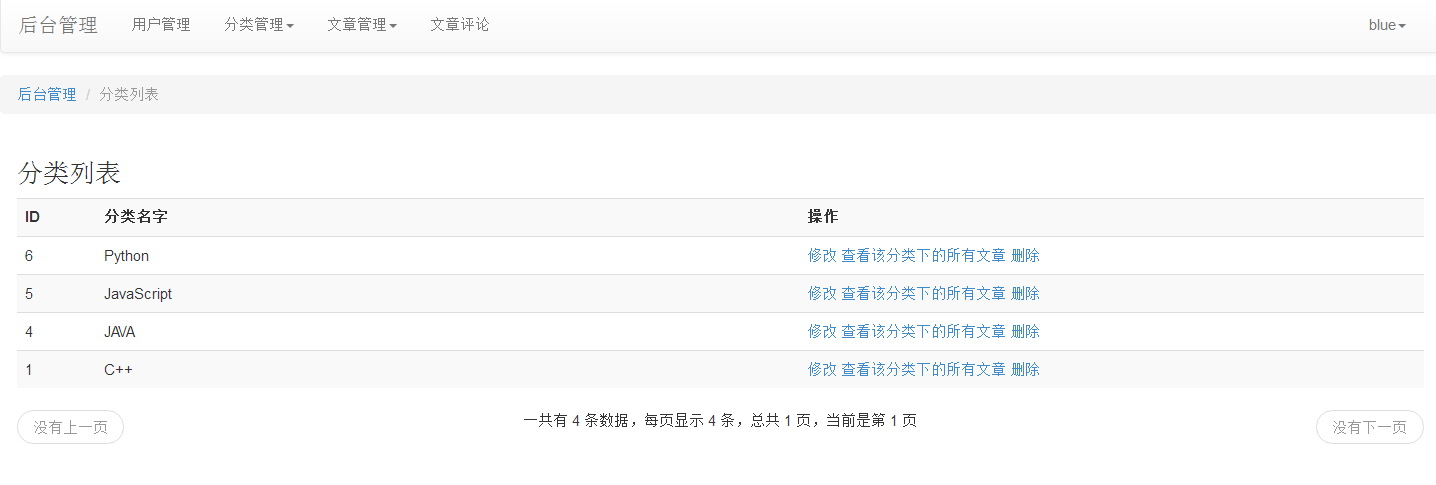 后台管理 用户管理 分类管理 文章管理 文章评论 blue
后台管理 / 分类列表
分类列表
ID 分类名字 操作
6 Python 修改 查看该分类下的所有文章 删除
5 JavaScript 修改 查看该分类下的所有文章 删除
4 JAVA 修改 查看该分类下的所有文章 删除
1 C++ 修改 查看该分类下的所有文章 删除
没有上一页 一共有 4 条数据，每页显示 4 条，总共 1 页，当前是第 1 页 没有下一页